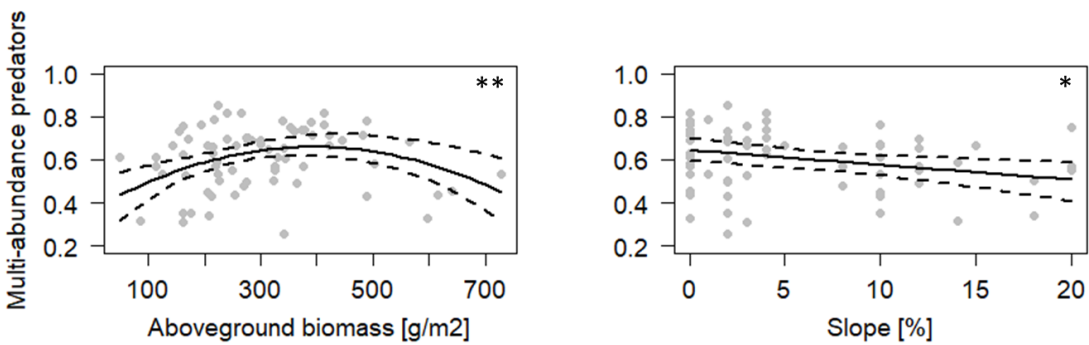 Multi-abundance predators
1.0
0.8
0.6
0.4
0.2
**
100 300 500 700
Aboveground biomass [g/m2]
1.0
0.8
0.6
0.4
0.2
*
0 5 10 15 20
Slope [%]